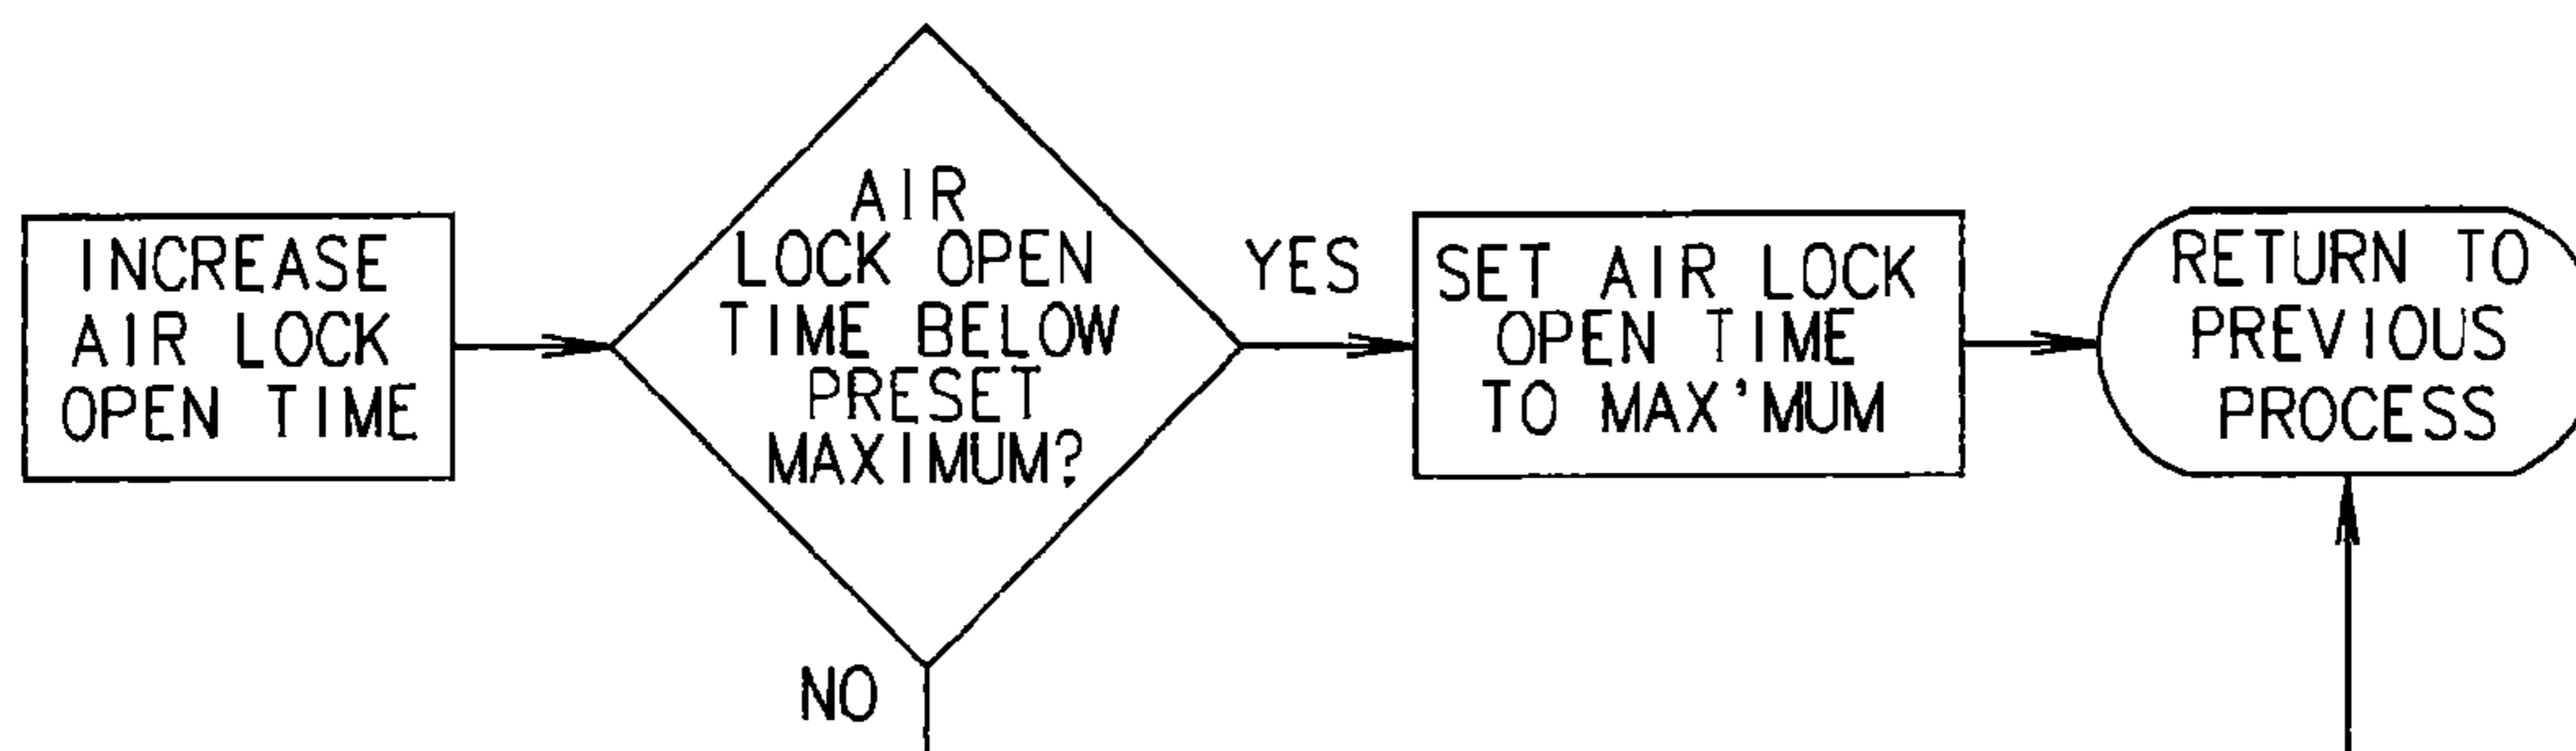 INCREASE
AIR LOCK
OPEN TIME
AIR
LOCK OPEN
TIME BELOW
PRESET
MAXIMUM?
YES
NO
SET AIR LOCK
OPEN TIME
TO MAX'MUM
RETURN TO
PREVIOUS
PROCESS